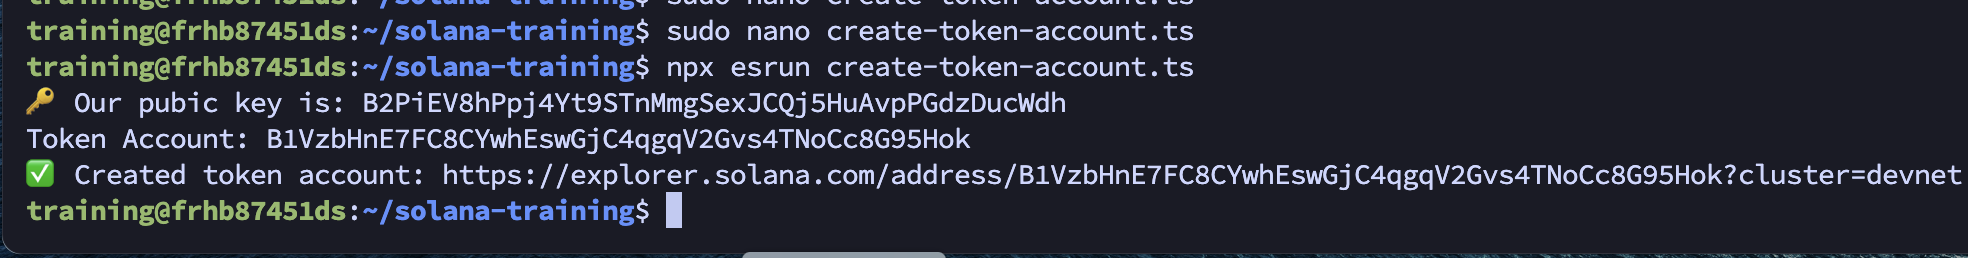 training@frhb87451ds:~/solana-training$ sudo nano create-token-account.ts
training@frhb87451ds:~/solana-training$ sudo nano create-token-account.ts
training@frhb87451ds:~/solana-training$ npx esrun create-token-account.ts
🔑 Our pubic key is: B2PiEV8hPpj4Yt9STnMmgSexJCQj5HuAvpPGdzDucWdh
Token Account: B1VzbHnE7FC8CYwhEswGjC4qgqV2Gvs4TNoCc8G95Hok
✅ Created token account: https://explorer.solana.com/address/B1VzbHnE7FC8CYwhEswGjC4qgqV2Gvs4TNoCc8G95Hok?cluster=devnet
training@frhb87451ds:~/solana-training$